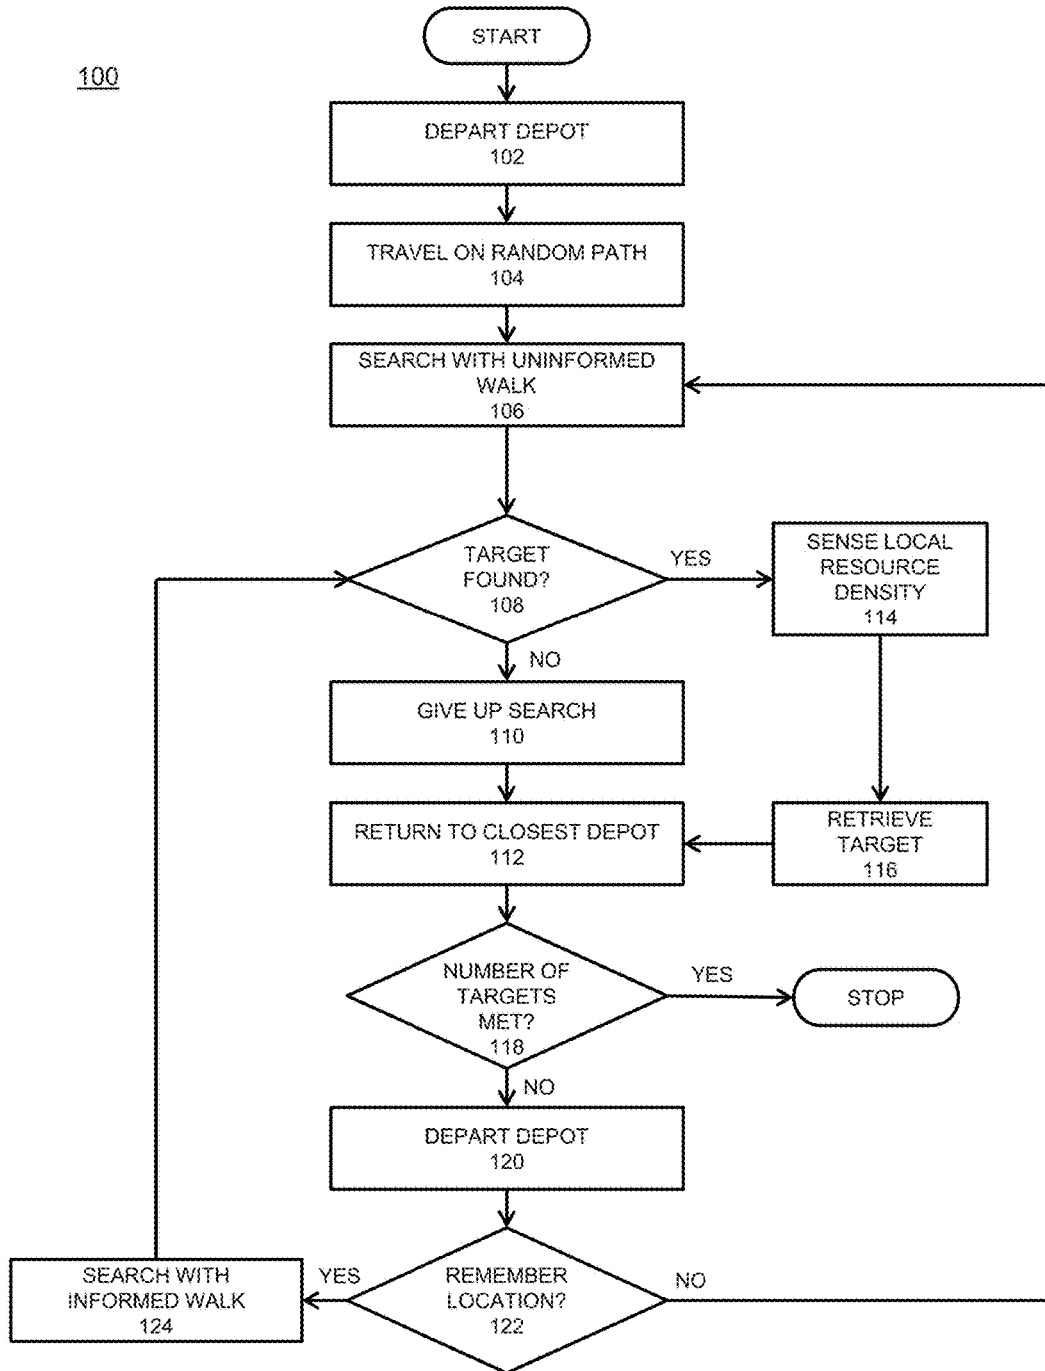 START
100
DEPART DEPOT
102
TRAVEL ON RANDOM PATH
104
SEARCH WITH UNINFORMED
WALK
106
TARGET
FOUND?
108
YES
SENSE LOCAL
RESOURCE
DENSITY
114
NO
GIVE UP SEARCH
110
RETURN TO CLOSEST DEPOT
112
RETRIEVE
TARGET
116
NUMBER OF
TARGETS
MET?
118
YES
STOP
NO
DEPART DEPOT
120
REMEMBER
LOCATION?
122
YES
NO
SEARCH WITH
INFORMED WALK
124